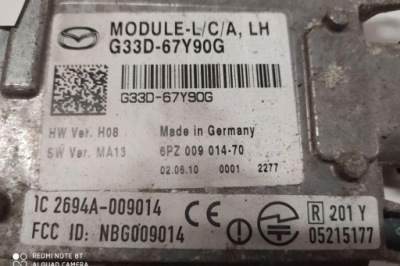 MODULE-L/C/A, LH
G33D-67Y90G
G33D-67Y90G
HW Ver. H08
Made in Germany
SW Ver. MA13
6PZ 009 014-70
02.06.10 0001 2277
IC 2694A-009014
FCC ID: NBG009014
CE
R 201 Y
05215177
REDMI NOTE 8T
AI QUAD CAMERA